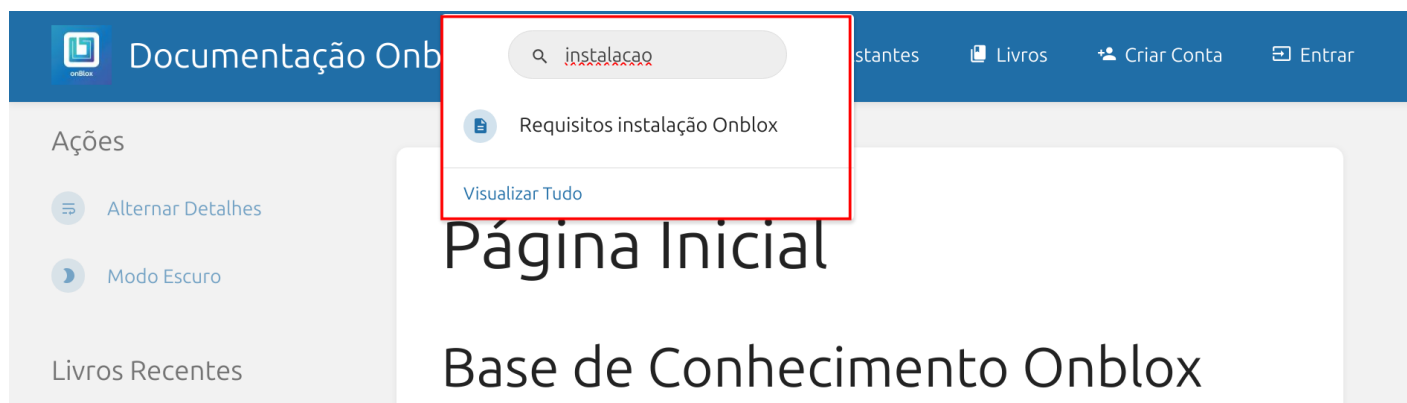 onBlox
Documentação Onb
instalacao
stantes
Livros
Criar Conta
Entrar
Requisitos instalação Onblox
Visualizar Tudo
Ações
Alternar Detalhes
Modo Escuro
Livros Recentes
Página Inicial
Base de Conhecimento Onblox